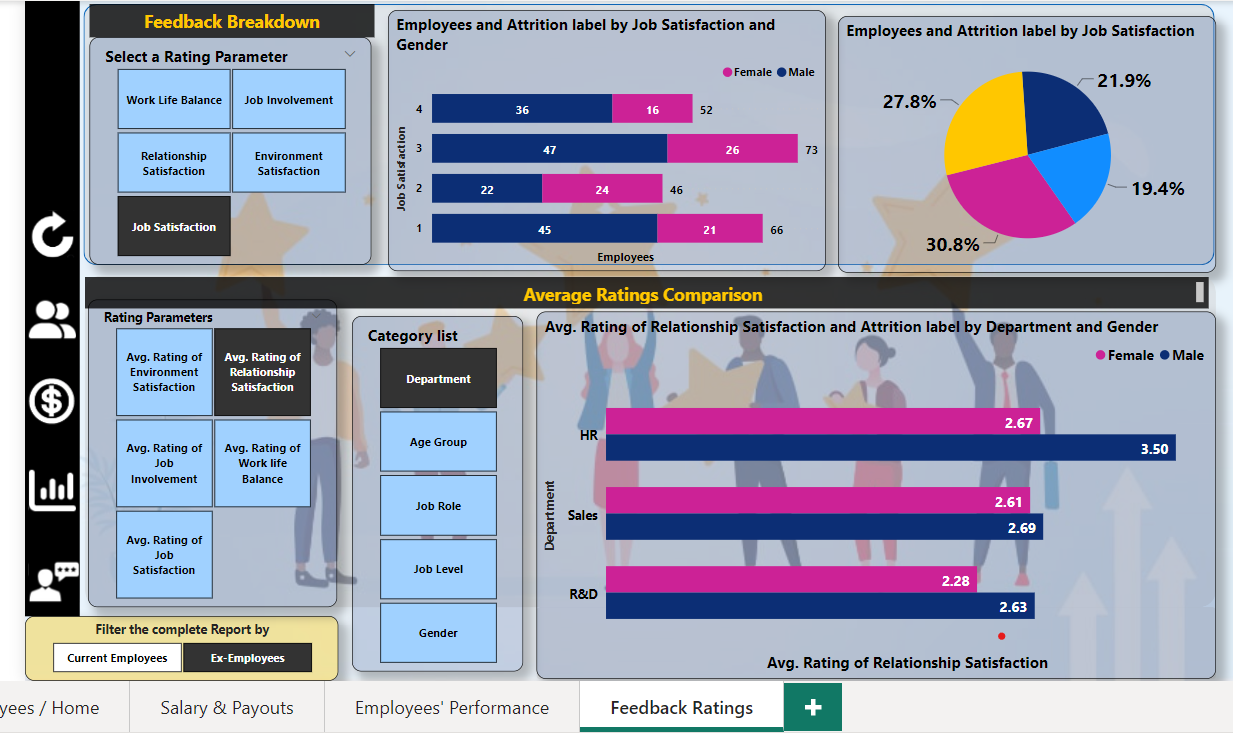 Feedback Breakdown
Select a Rating Parameter
Work Life Balance
Job Involvement
Relationship
Satisfaction
Environment
Satisfaction
Job Satisfaction
Employees and Attrition label by Job Satisfaction and
Gender
Female Male
Job Satisfaction
4 36 16 52
3 47 26 73
2 22 24 46
1 45 21 66
Employees
Employees and Attrition label by Job Satisfaction
21.9%
27.8%
19.4%
30.8%
Average Ratings Comparison
Rating Parameters
Avg. Rating of
Environment
Satisfaction
Avg. Rating of
Relationship
Satisfaction
Avg. Rating of
Job
Involvement
Avg. Rating of
Work life
Balance
Avg. Rating of
Job
Satisfaction
Category list
Department
Age Group
Job Role
Job Level
Gender
Avg. Rating of Relationship Satisfaction and Attrition label by Department and Gender
Female Male
Department
HR
2.67
3.50
Sales
2.61
2.69
R&D
2.28
2.63
Avg. Rating of Relationship Satisfaction
Filter the complete Report by
Current Employees
Ex-Employees
yees / Home
Salary & Payouts
Employees' Performance
Feedback Ratings
+